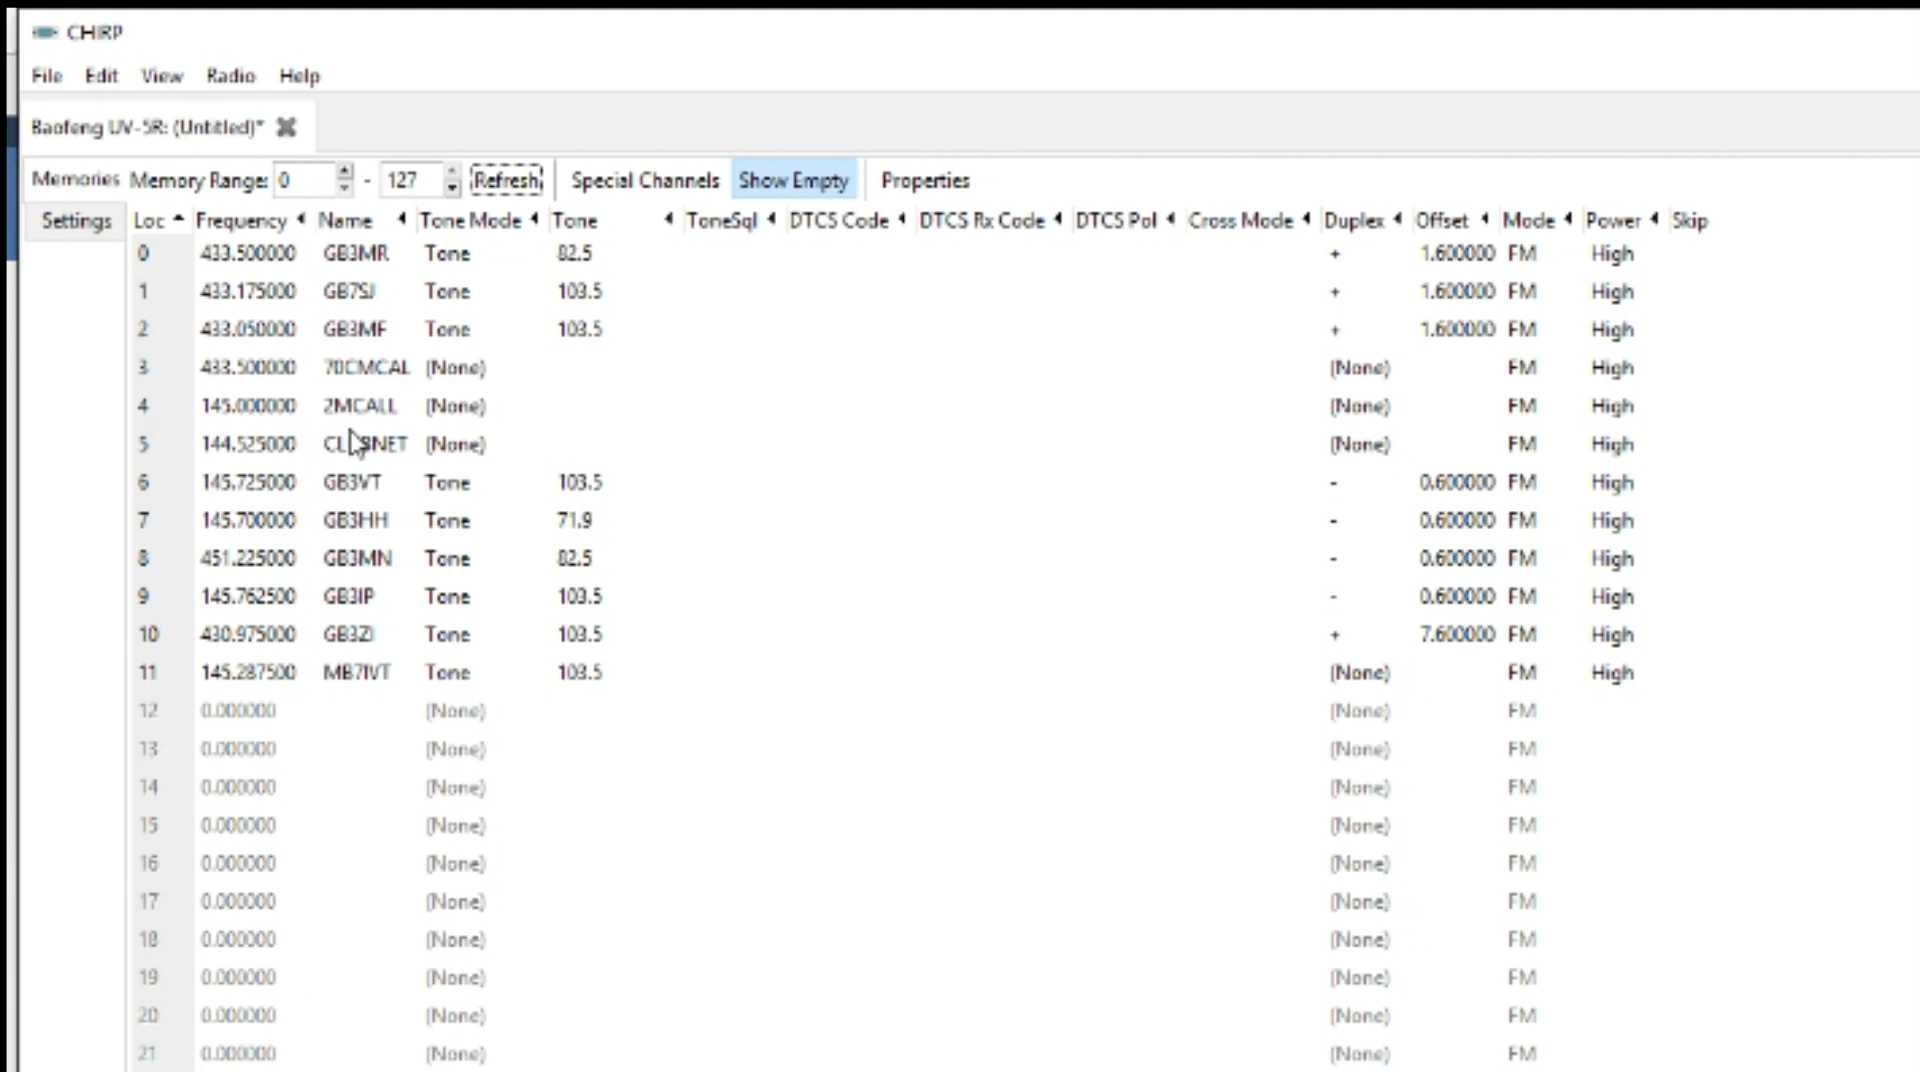 CHIRP
File Edit View Radio Help
Baofeng UV-5R: (Untitled)*
Memories Memory Range: 0 - 127 Refresh Special Channels Show Empty Properties
Settings
Loc Frequency Name Tone Mode Tone ToneSql DTCS Code DTCS Rx Code DTCS Pol Cross Mode Duplex Offset Mode Power Skip
0 433.500000 GB3MR Tone 82.5 + 1.600000 FM High
1 433.175000 GB7SJ Tone 103.5 + 1.600000 FM High
2 433.050000 GB3MF Tone 103.5 + 1.600000 FM High
3 433.500000 70CMCAL (None) (None) FM High
4 145.000000 2MCALL (None) (None) FM High
5 144.525000 (None) (None) FM High
6 145.725000 GB3VT Tone 103.5 - 0.600000 FM High
7 145.700000 GB3HH Tone 71.9 - 0.600000 FM High
8 451.225000 GB3MN Tone 82.5 - 0.600000 FM High
9 145.762500 GB3IP Tone 103.5 - 0.600000 FM High
10 430.975000 GB3ZI Tone 103.5 + 7.600000 FM High
11 145.287500 MB7IVT Tone 103.5 (None) FM High
12 0.000000 (None) (None) FM
13 0.000000 (None) (None) FM
14 0.000000 (None) (None) FM
15 0.000000 (None) (None) FM
16 0.000000 (None) (None) FM
17 0.000000 (None) (None) FM
18 0.000000 (None) (None) FM
19 0.000000 (None) (None) FM
20 0.000000 (None) (None) FM
21 0.000000 (None) (None) FM